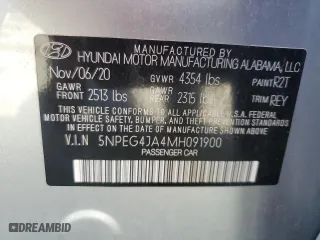 MANUFACTURED BY
HYUNDAI MOTOR MANUFACTURING ALABAMA, LLC
Nov/06/20 GVWR 4354 lbs PAINT R2T
GAWR FRONT 2513 lbs GAWR REAR 2315 lbs TRIM REY
THIS VEHICLE CONFORMS TO ALL APPLICABLE
U.S. FEDERAL MOTOR VEHICLE SAFETY,
BUMPER, AND THEFT PREVENTION STANDARDS
IN EFFECT ON THE DATE OF MANUFACTURE
SHOWN ABOVE.
V.I.N 5NPEG4JA4MH091900
PASSENGER CAR